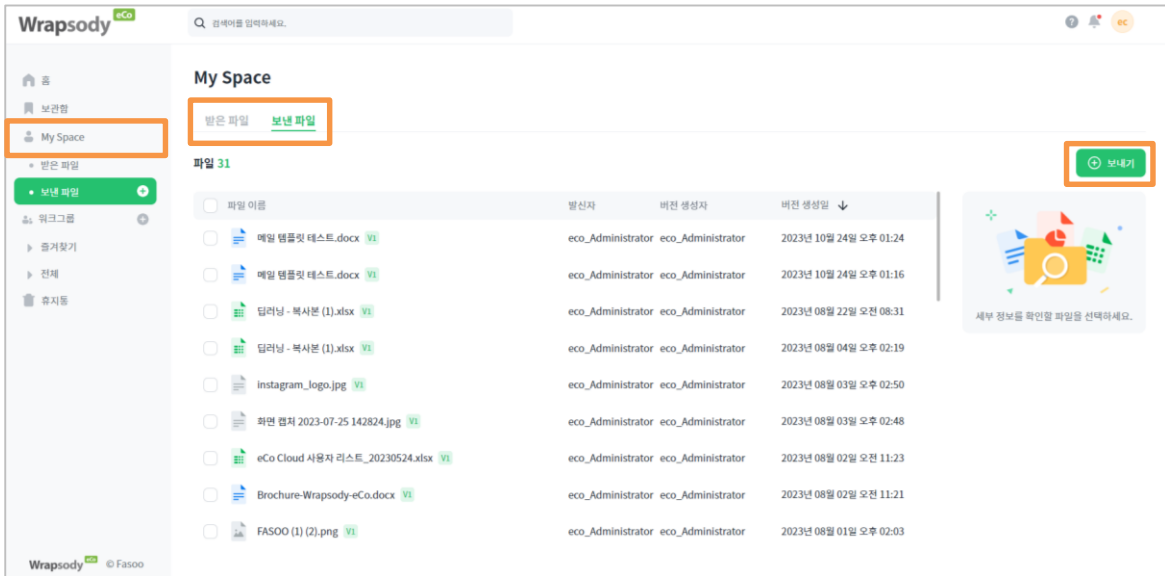 Wrapsody eCo
검색어를 입력하세요.
ec
홈
보관함
My Space
받은 파일
보낸 파일
워크그룹
즐겨찾기
전체
휴지통
Wrapsody eCo © Fasoo
My Space
받은 파일 보낸 파일
파일 31
보내기
파일 이름 발신자 버전 생성자 버전 생성일
메일 템플릿 테스트.docx V1 eco_Administrator eco_Administrator 2023년 10월 24일 오후 01:24
메일 템플릿 테스트.docx V1 eco_Administrator eco_Administrator 2023년 10월 24일 오후 01:16
딥러닝 - 복사본 (1).xlsx V1 eco_Administrator eco_Administrator 2023년 08월 22일 오전 08:31
딥러닝 - 복사본 (1).xlsx V1 eco_Administrator eco_Administrator 2023년 08월 04일 오후 02:19
instagram_logo.jpg V1 eco_Administrator eco_Administrator 2023년 08월 03일 오후 02:50
화면 캡처 2023-07-25 142824.jpg V1 eco_Administrator eco_Administrator 2023년 08월 03일 오후 02:48
eCo Cloud 사용자 리스트_20230524.xlsx V1 eco_Administrator eco_Administrator 2023년 08월 02일 오전 11:23
Brochure-Wrapsody-eCo.docx V1 eco_Administrator eco_Administrator 2023년 08월 02일 오전 11:21
FASOO (1) (2).png V1 eco_Administrator eco_Administrator 2023년 08월 01일 오후 02:03
세부 정보를 확인할 파일을 선택하세요.